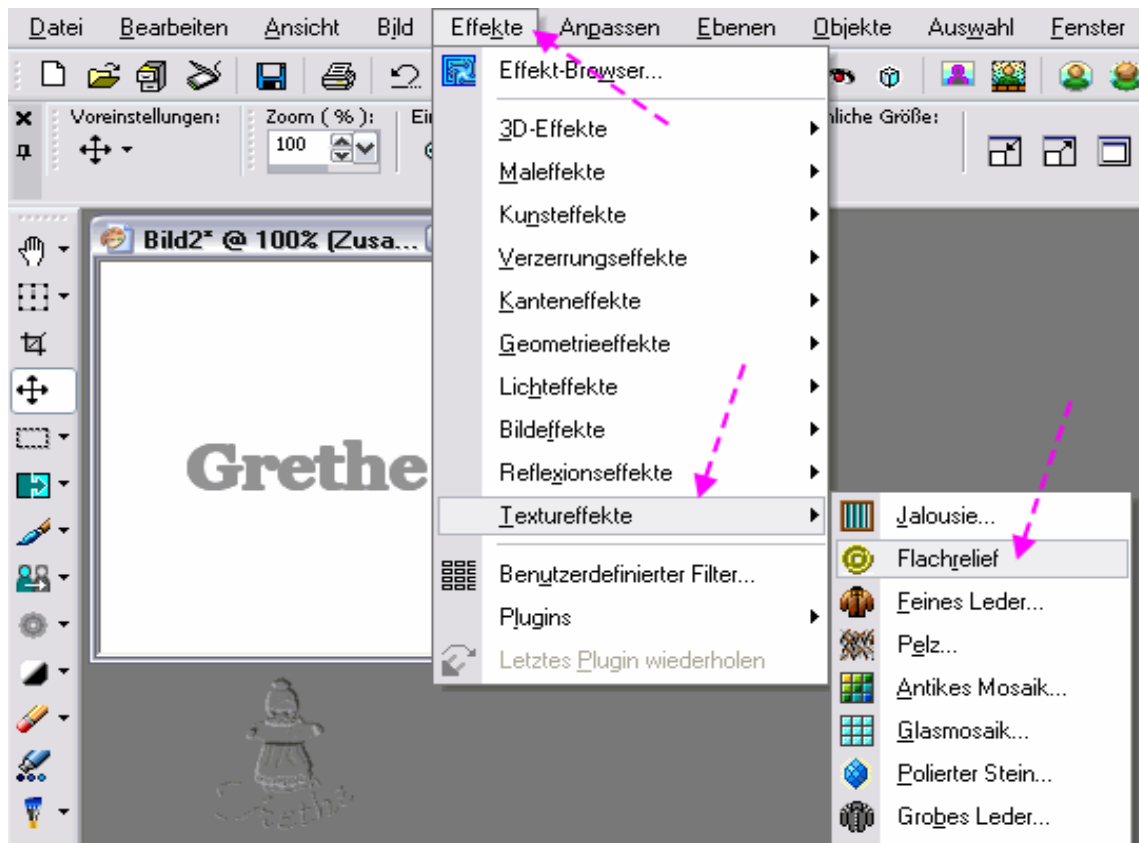 Datei Bearbeiten Ansicht Bild Effekte Anpassen Ebenen Objekte Auswahl Fenster
Effekt-Browser...
Voreinstellungen: Zoom ( % ):
100
3D-Effekte
Maleffekte
Kunsteffekte
Verzerrungseffekte
Kanteneffekte
Geometrieeffekte
Lichteffekte
Bildeffekte
Reflexionseffekte
Textureffekte
Benutzerdefinierter Filter...
Plugins
Letztes Plugin wiederholen
Größe:
Bild2* @ 100% (Zusa...
Grethe
Jalousie...
Flachrelief
Feines Leder...
Pelz...
Antikes Mosaik...
Glasmosaik...
Polierter Stein...
Grobes Leder...
Grethe